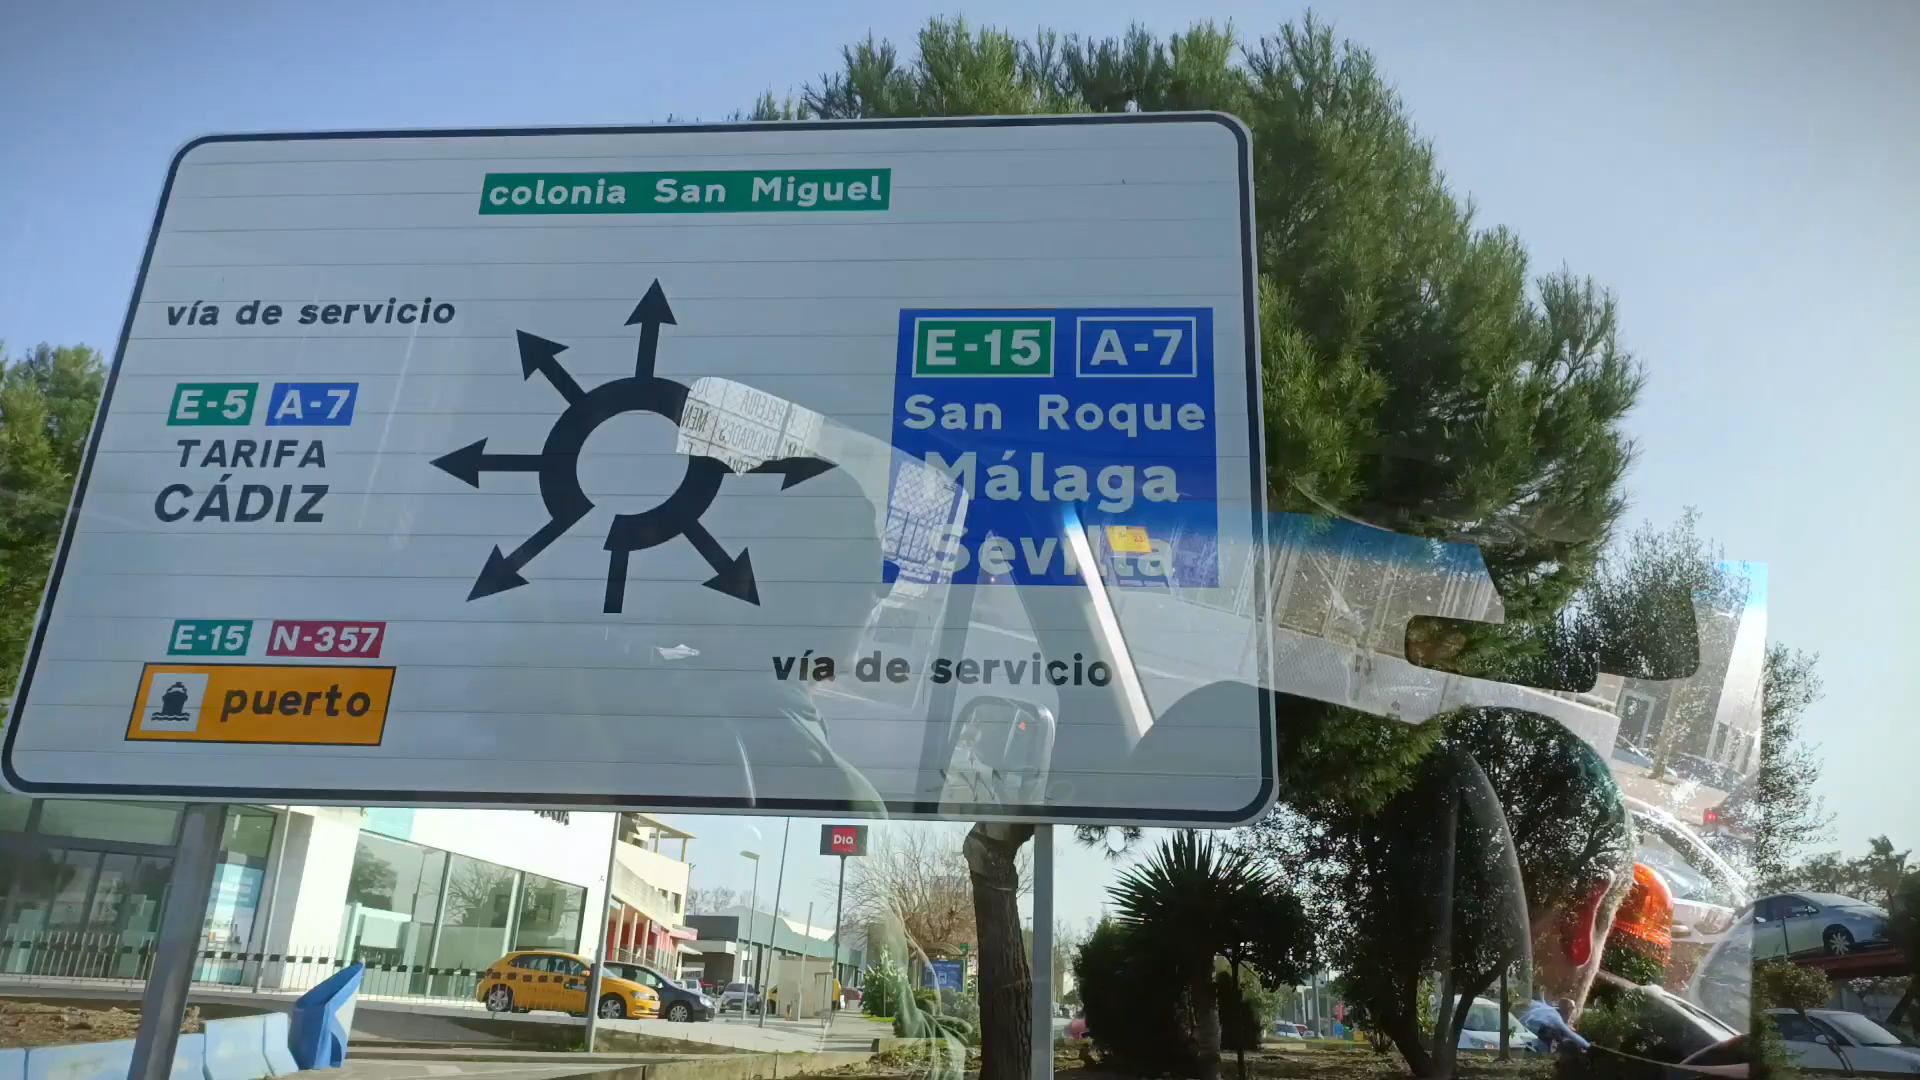 colonia San Miguel
vía de servicio
E-5 A-7
TARIFA
CÁDIZ
E-15 N-357
puerto
E-15 A-7
San Roque
Málaga
Sevilla
vía de servicio
Dia